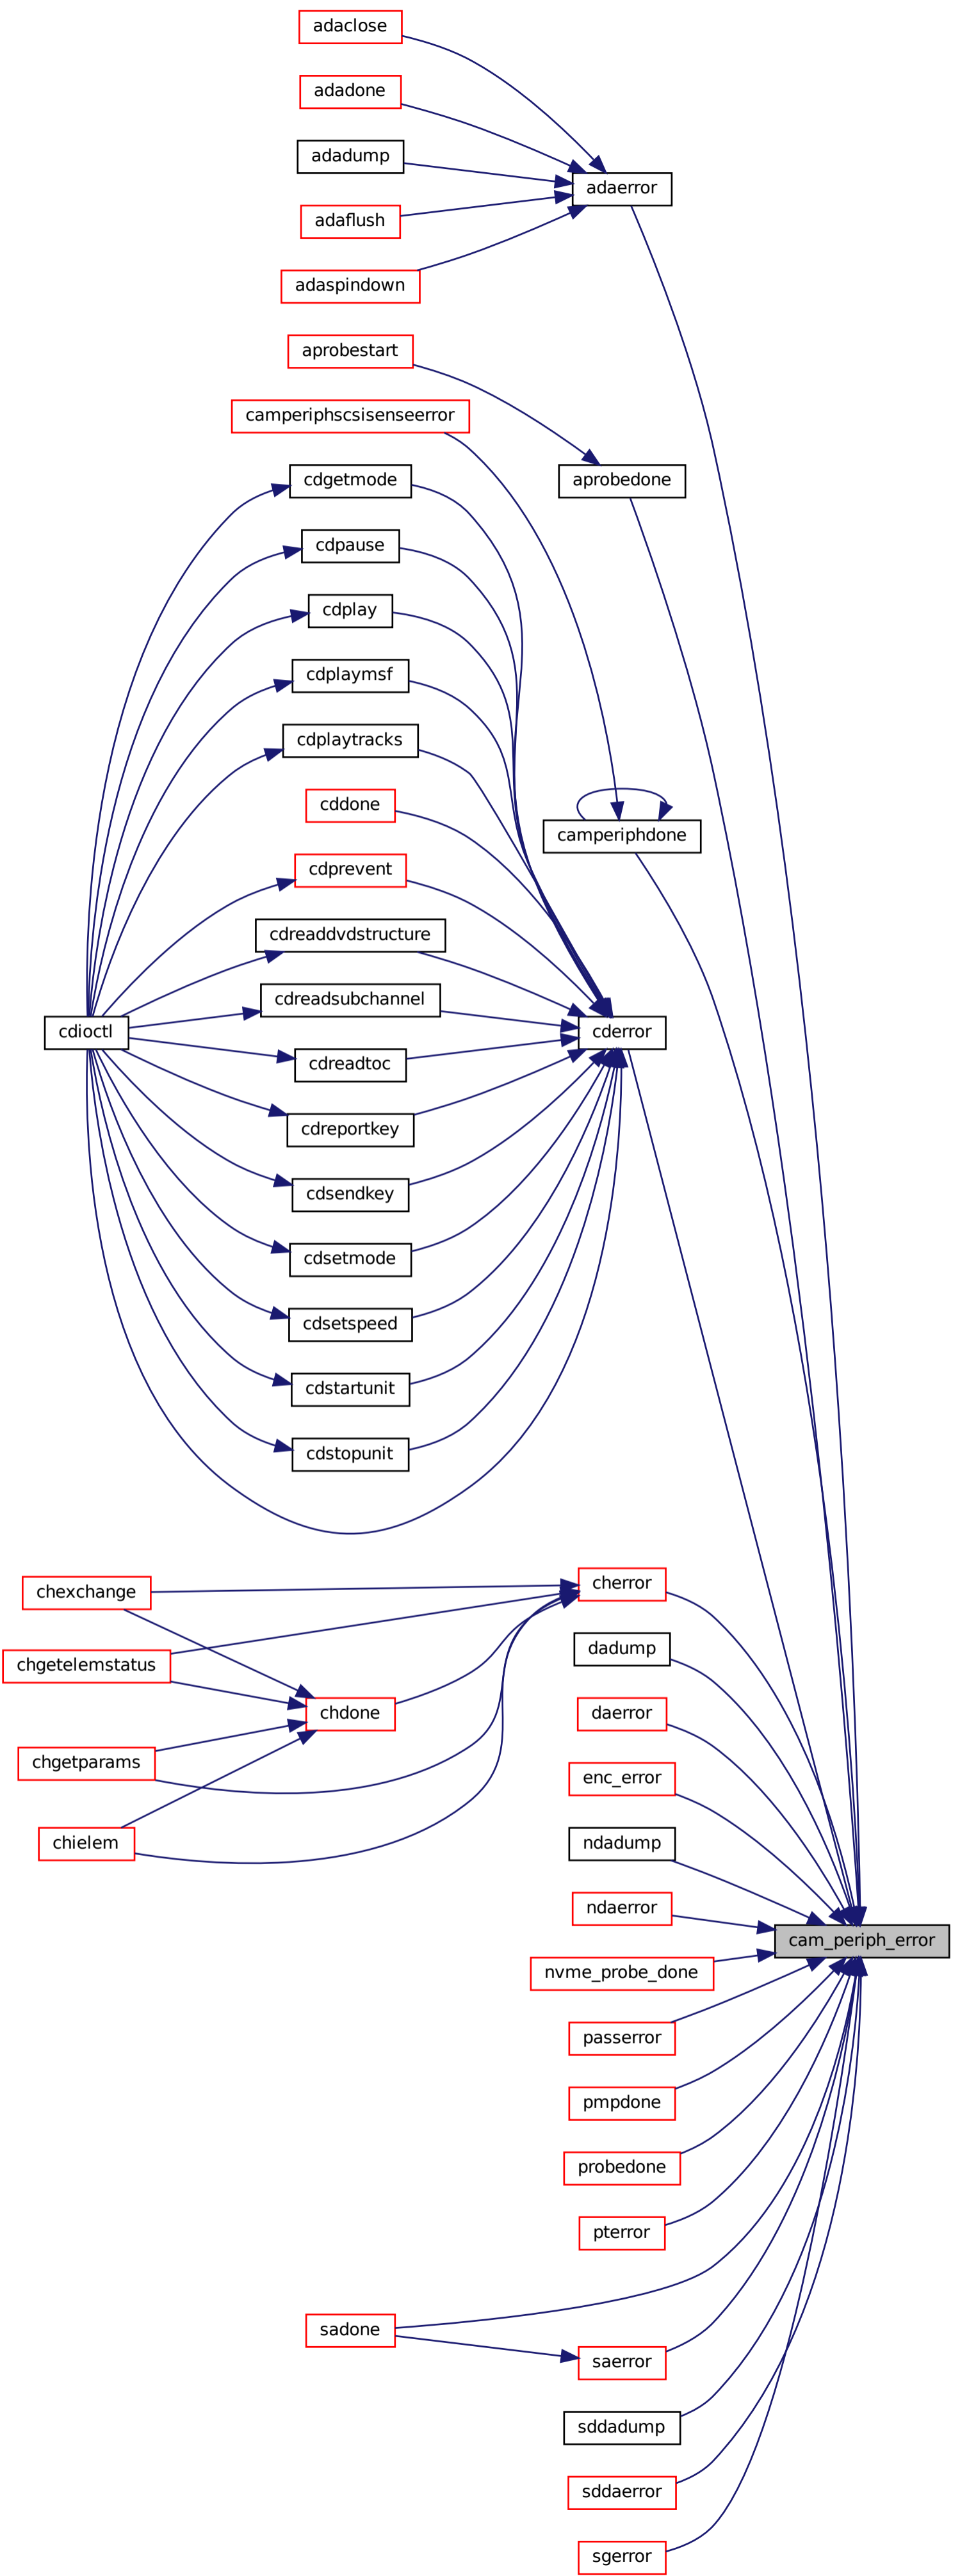 adaclose
adadone
adadump
adaerror
adaflush
adaspindown
aprobestart
camperiphscsisenseerror
cdgetmode
aprobedone
cdpause
cdplay
cdplaymsf
cdplaytracks
cddone
camperiphdone
cdprevent
cdreaddvdstructure
cdreadsubchannel
cdioctl
cderror
cdreadtoc
cdreportkey
cdsendkey
cdsetmode
cdsetspeed
cdstartunit
cdstopunit
cherror
chexchange
dadump
chgetelemstatus
chdone
daerror
chgetparams
enc_error
chielem
ndadump
ndaerror
cam_periph_error
nvme_probe_done
passerror
pmpdone
probedone
pterror
sadone
saerror
sddadump
sddaerror
sgerror